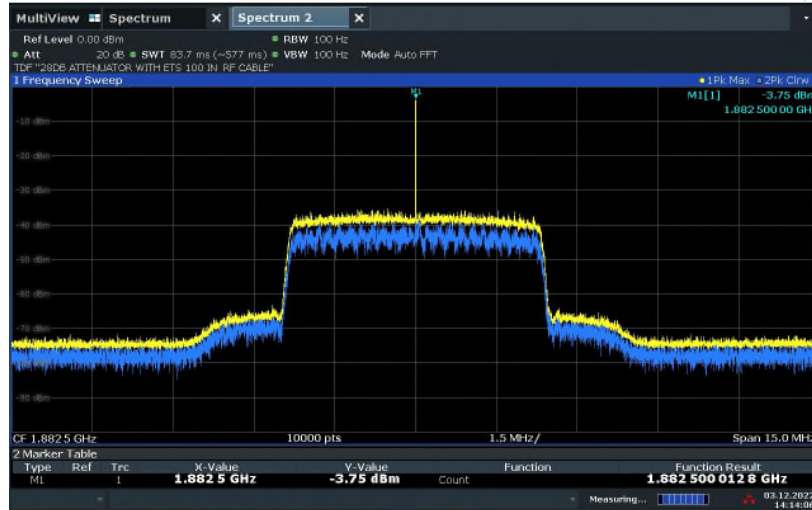 MultiView Spectrum X Spectrum 2 X
Ref Level 0.00 dBm RBW 100 Hz
Att 20 dB SWT 83.7 ms (~577 ms) VBW 100 Hz Mode Auto FFT
TDF "28DB ATTENUATOR WITH ETS 100 IN RF CABLE"
1 Frequency Sweep 1Pk Max 2Pk Clrw
M1
M1[1] -3.75 dBm
1.882 500 00 GH
-10 dBm
-20 dBm
-30 dBm
-40 dBm
-50 dBm
-60 dBm
-70 dBm
-90 dBm
CF 1.882 5 GHz 10000 pts 1.5 MHz/ Span 15.0 MHz
2 Marker Table
Type Ref Trc X-Value Y-Value Function Function Result
M1 1 1.882 5 GHz -3.75 dBm Count 1.882 500 012 8 GHz
Measuring... 03.12.2022
14:14:06